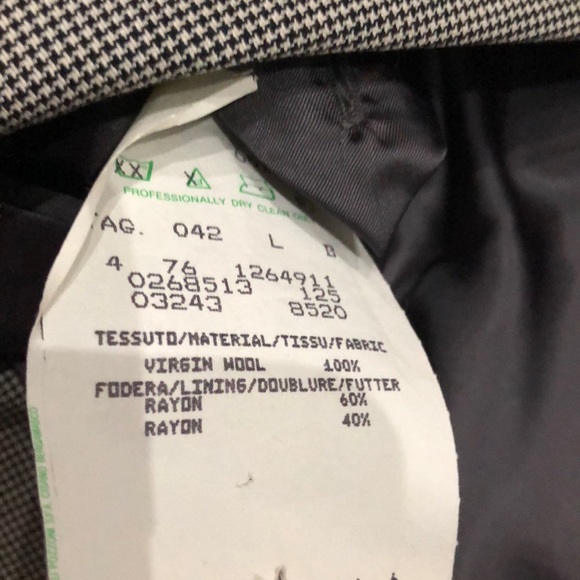 PROFESSIONALLY DRY CLEAN
AG. 042 L B
4 76 1264911
0268513 125
03243 8520
TESSUTO/MATERIAL/TISSU/FABRIC
VIRGIN WOOL 100%
FODERA/LINING/DOUBLURE/FUTTER
RAYON 60%
RAYON 40%